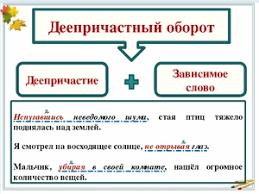 Деепричастный оборот
Деепричастие
Зависимое
слово
Испугавшись неведомого шума, стая птиц тяжело
поднялась над землей.
Я смотрел на восходящее солнце, не отрывая глаз.
Мальчик, убирая в своей комнате, нашёл огромное
количество вещей.